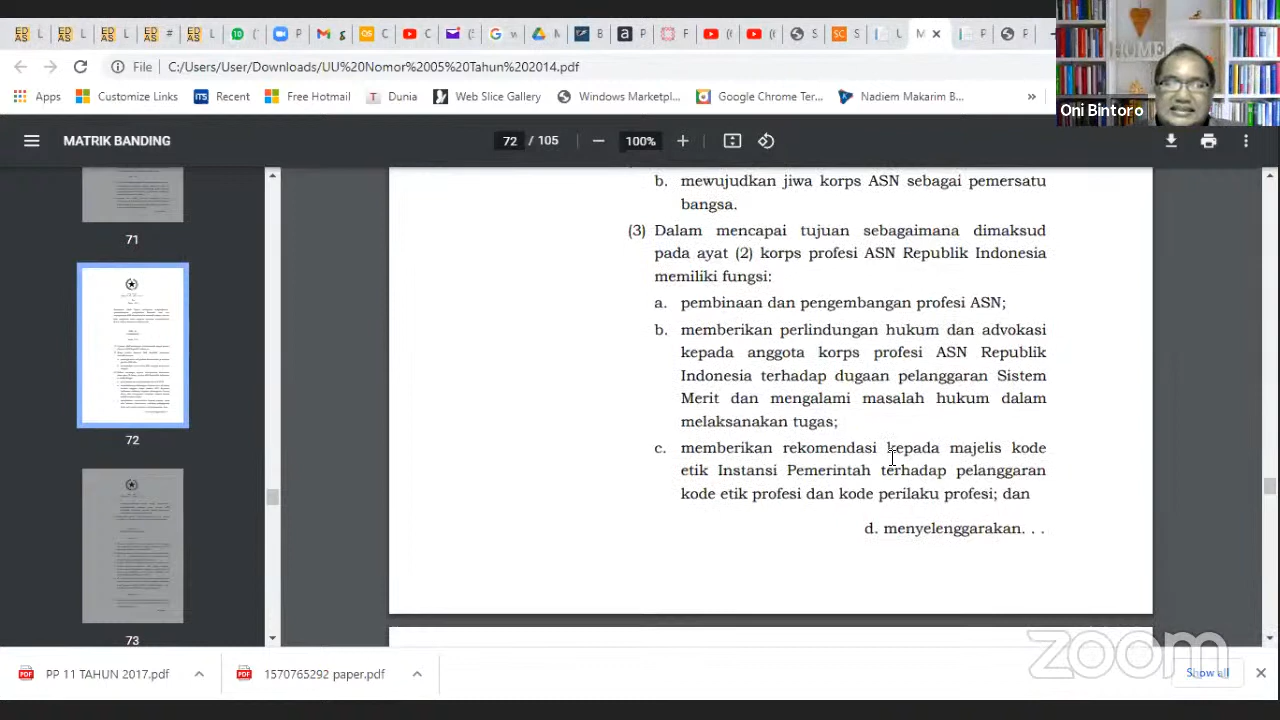 L
L
L
#
L
10
(
P
g
C
C
S
w
M
B
P
F
(
(
S
S
L
M
P
P
File C:/Users/User/Downloads/UU%20Nomor%205%20Tahun%202014.pdf
Apps Customize Links ITS Recent Free Hotmail T Dunia Web Slice Gallery Windows Marketpl... Google Chrome Ter... Nadiem Makarim B... »
HOME
Oni Bintoro
MATRIK BANDING 72 / 105 − 100% +
71
72
73
b. mewujudkan jiwa korps ASN sebagai pemersatu
bangsa.
(3) Dalam mencapai tujuan sebagaimana dimaksud
pada ayat (2) korps profesi ASN Republik Indonesia
memiliki fungsi:
a. pembinaan dan pengembangan profesi ASN;
b. memberikan perlindungan hukum dan advokasi
kepada anggota korps profesi ASN Republik
Indonesia terhadap dugaan pelanggaran Sistem
Merit dan mengalami masalah hukum dalam
melaksanakan tugas;
c. memberikan rekomendasi kepada majelis kode
etik Instansi Pemerintah terhadap pelanggaran
kode etik profesi dan kode perilaku profesi; dan
d. menyelenggarakan. . .
zoom
PP 11 TAHUN 2017.pdf
1570765292 paper.pdf
Show all